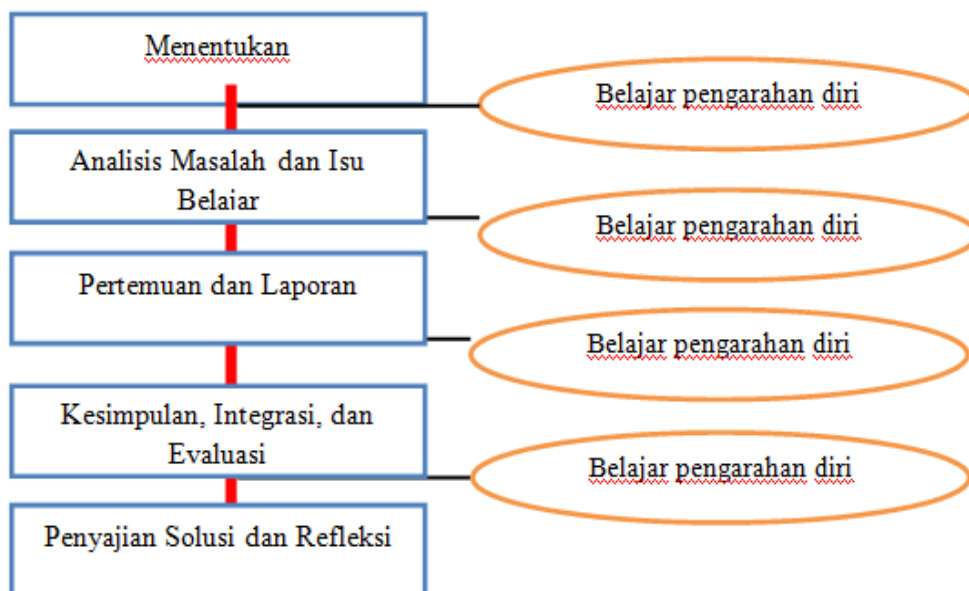 Menentukan
Belajar pengarahan diri
Analisis Masalah dan Isu
Belajar
Belajar pengarahan diri
Pertemuan dan Laporan
Belajar pengarahan diri
Kesimpulan, Integrasi, dan
Evaluasi
Belajar pengarahan diri
Penyajian Solusi dan Refleksi